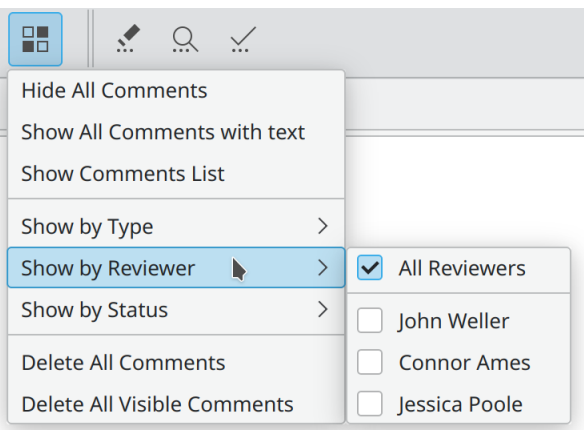 Hide All Comments
Show All Comments with text
Show Comments List
Show by Type
Show by Reviewer
Show by Status
Delete All Comments
Delete All Visible Comments
All Reviewers
John Weller
Connor Ames
Jessica Poole